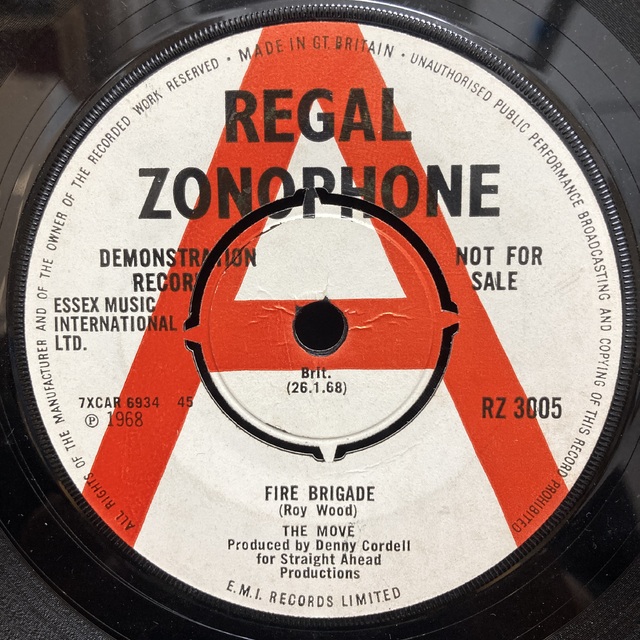 ALL RIGHTS OF THE MANUFACTURER AND OF THE OWNER OF THE RECORDED WORK RESERVED • MADE IN GT. BRITAIN • UNAUTHORISED PUBLIC PERFORMANCE BROADCASTING AND COPYING OF THIS RECORD PROHIBITED
A
REGAL
ZONOPHONE
DEMONSTRATION
RECORD
NOT FOR
SALE
ESSEX MUSIC
INTERNATIONAL
LTD.
Brit.
(26.1.68)
7XCAR 6934 45
℗ 1968
RZ 3005
FIRE BRIGADE
(Roy Wood)
THE MOVE
Produced by Denny Cordell
for Straight Ahead
Productions
E.M.I. RECORDS LIMITED